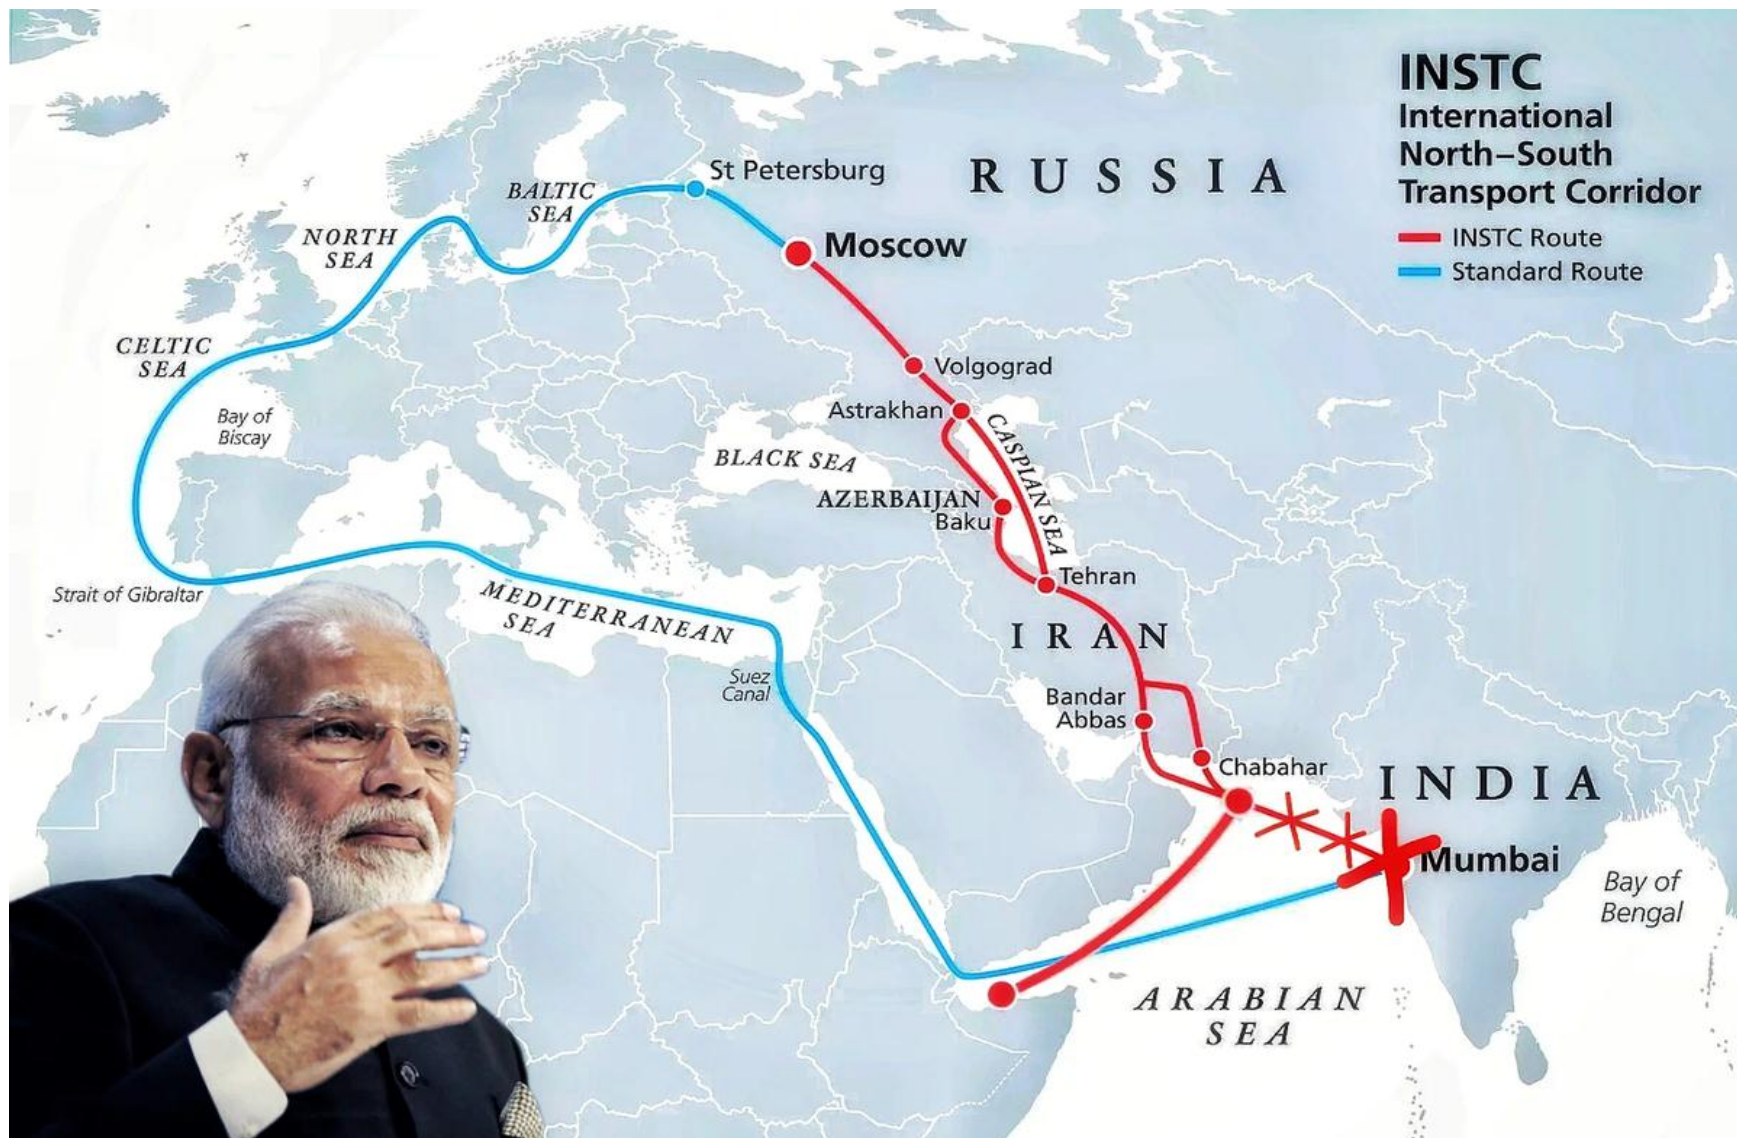 INSTC
International
North–South
Transport Corridor
INSTC Route
Standard Route
RUSSIA
St Petersburg
Moscow
BALTIC
SEA
NORTH
SEA
CELTIC
SEA
Bay of
Biscay
Volgograd
Astrakhan
CASPIAN SEA
BLACK SEA
AZERBAIJAN
Baku
Tehran
Strait of Gibraltar
MEDITERRANEAN
SEA
IRAN
Suez
Canal
Bandar
Abbas
Chabahar
INDIA
Mumbai
Bay of
Bengal
ARABIAN
SEA